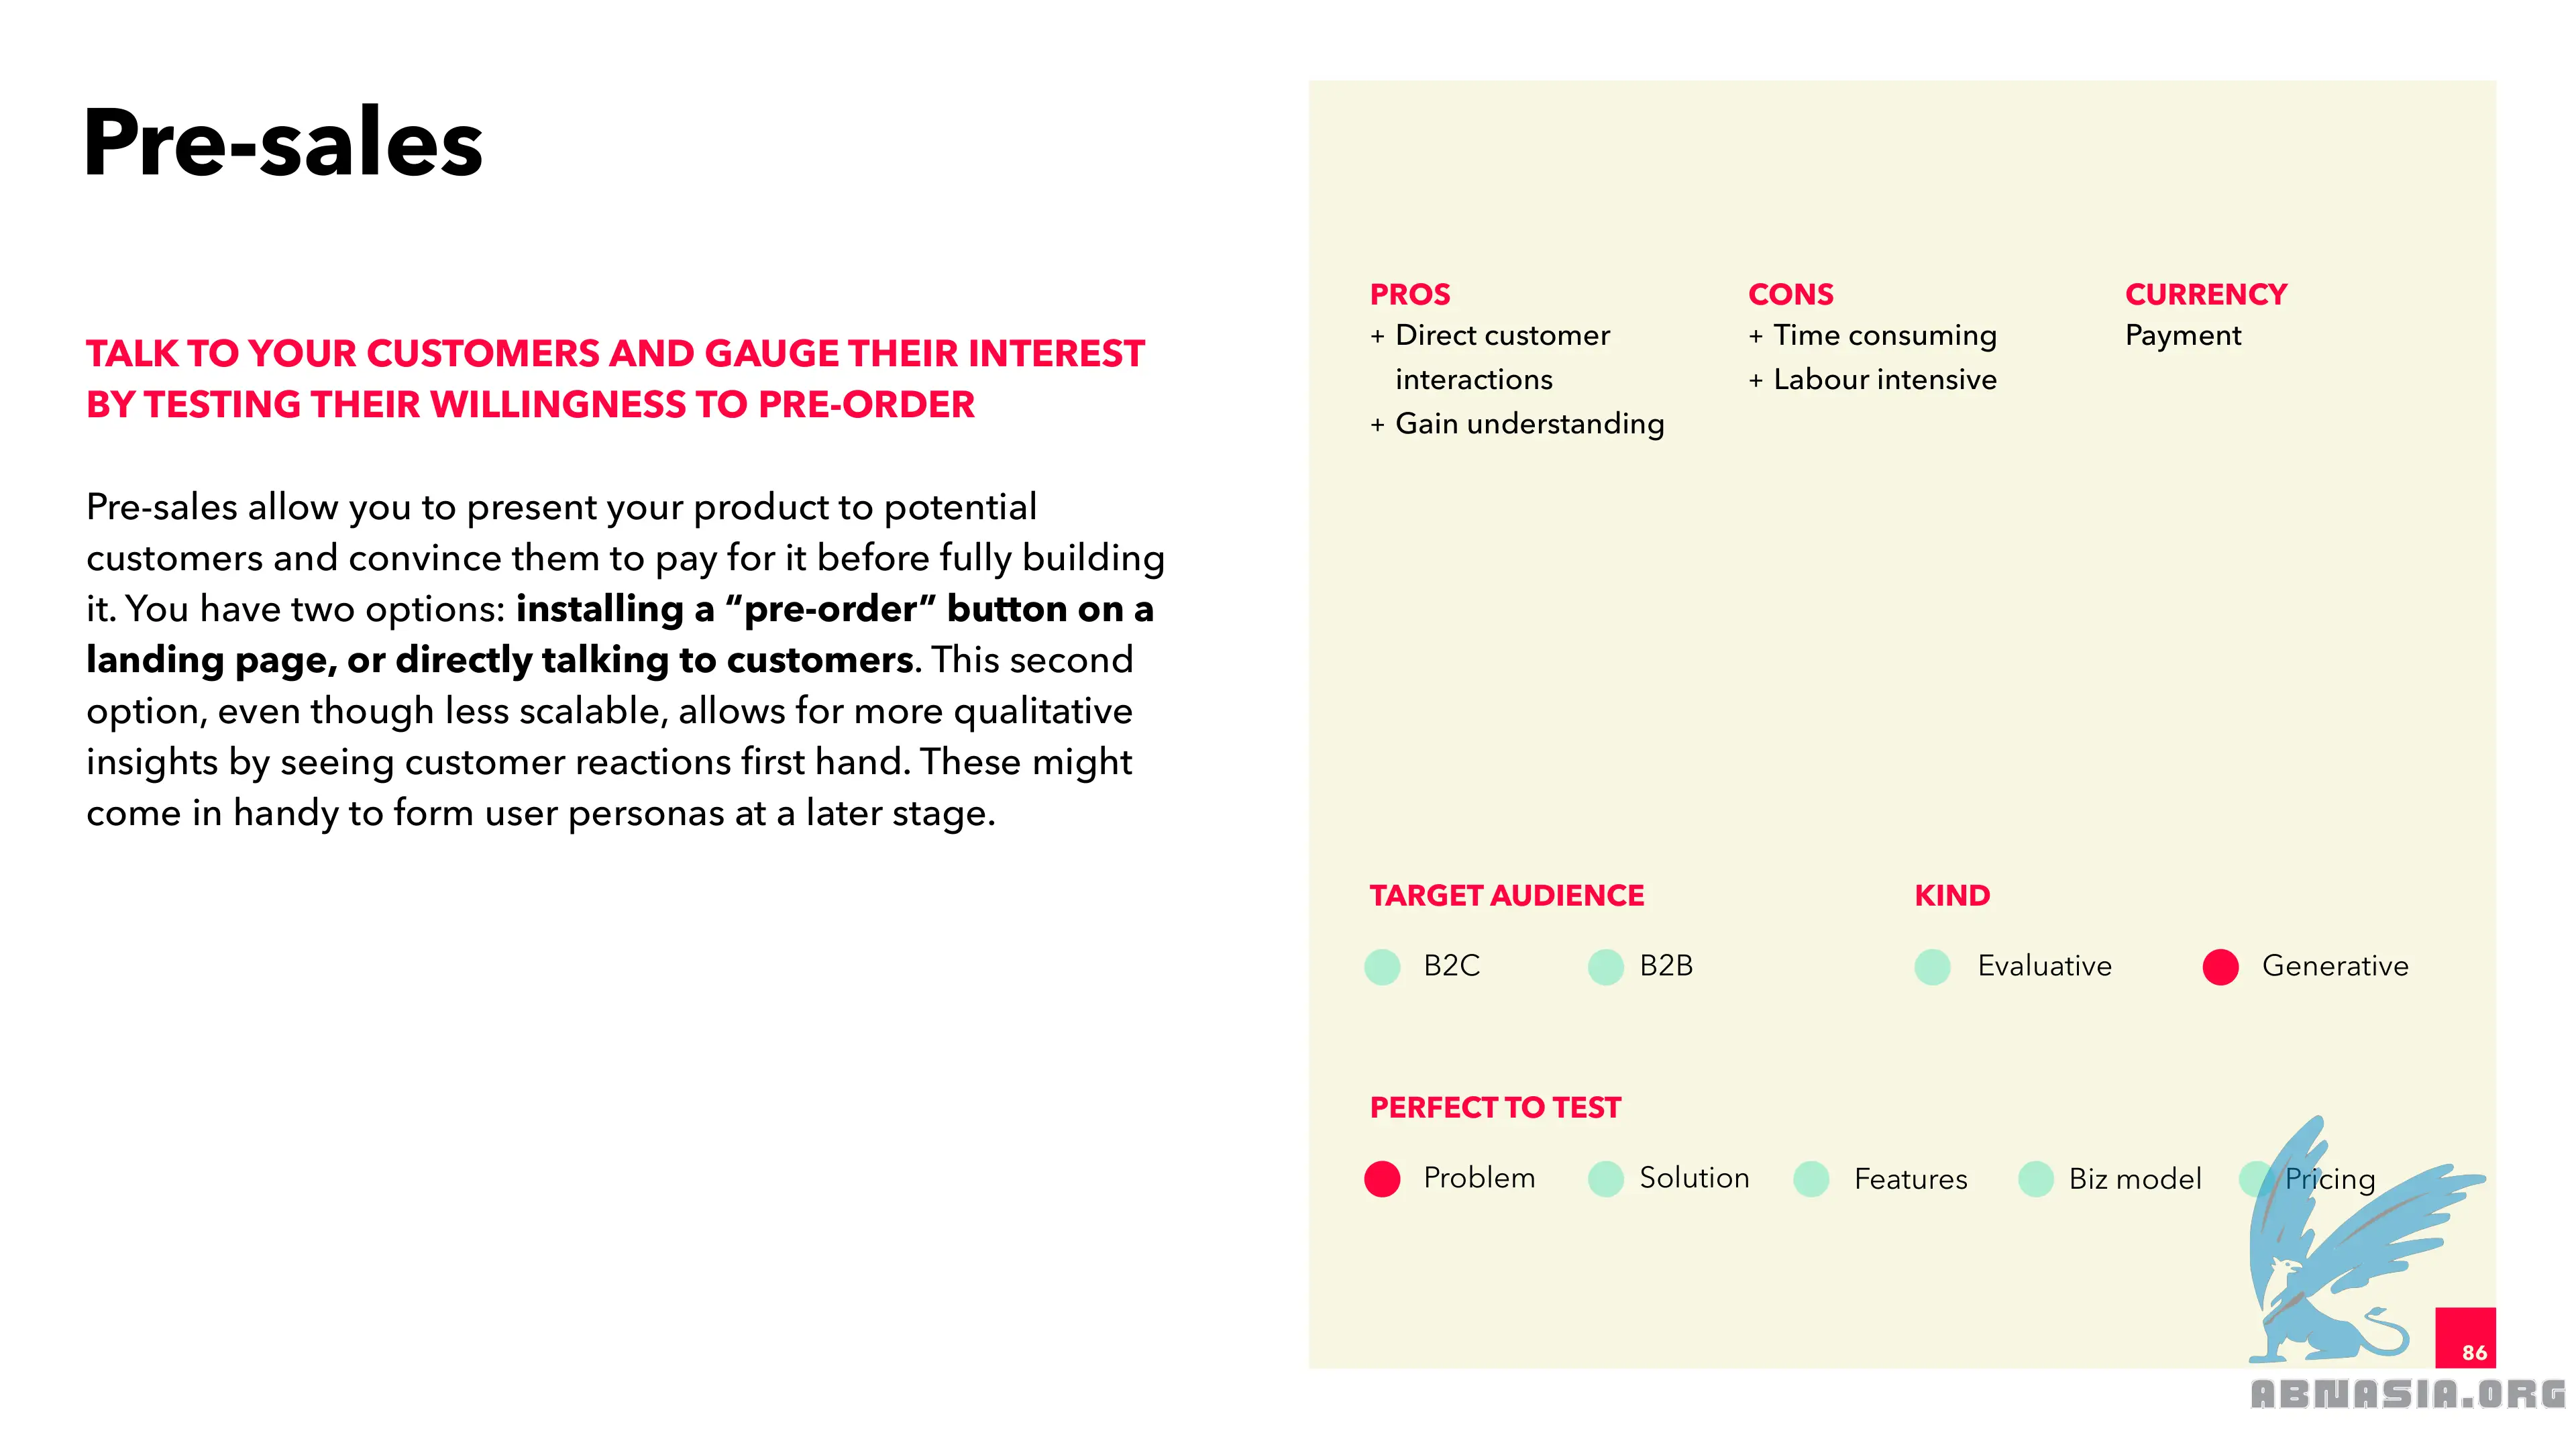 Pre-sales
TALK TO YOUR CUSTOMERS AND GAUGE THEIR INTEREST
BY TESTING THEIR WILLINGNESS TO PRE-ORDER
Pre-sales allow you to present your product to potential
customers and convince them to pay for it before fully building
it. You have two options: installing a “pre-order” button on a
landing page, or directly talking to customers. This second
option, even though less scalable, allows for more qualitative
insights by seeing customer reactions first hand. These might
come in handy to form user personas at a later stage.
PROS
+ Direct customer
interactions
+ Gain understanding
CONS
+ Time consuming
+ Labour intensive
CURRENCY
Payment
TARGET AUDIENCE
B2C B2B
KIND
Evaluative Generative
PERFECT TO TEST
Problem Solution Features Biz model Pricing
86
ABNASIA.ORG